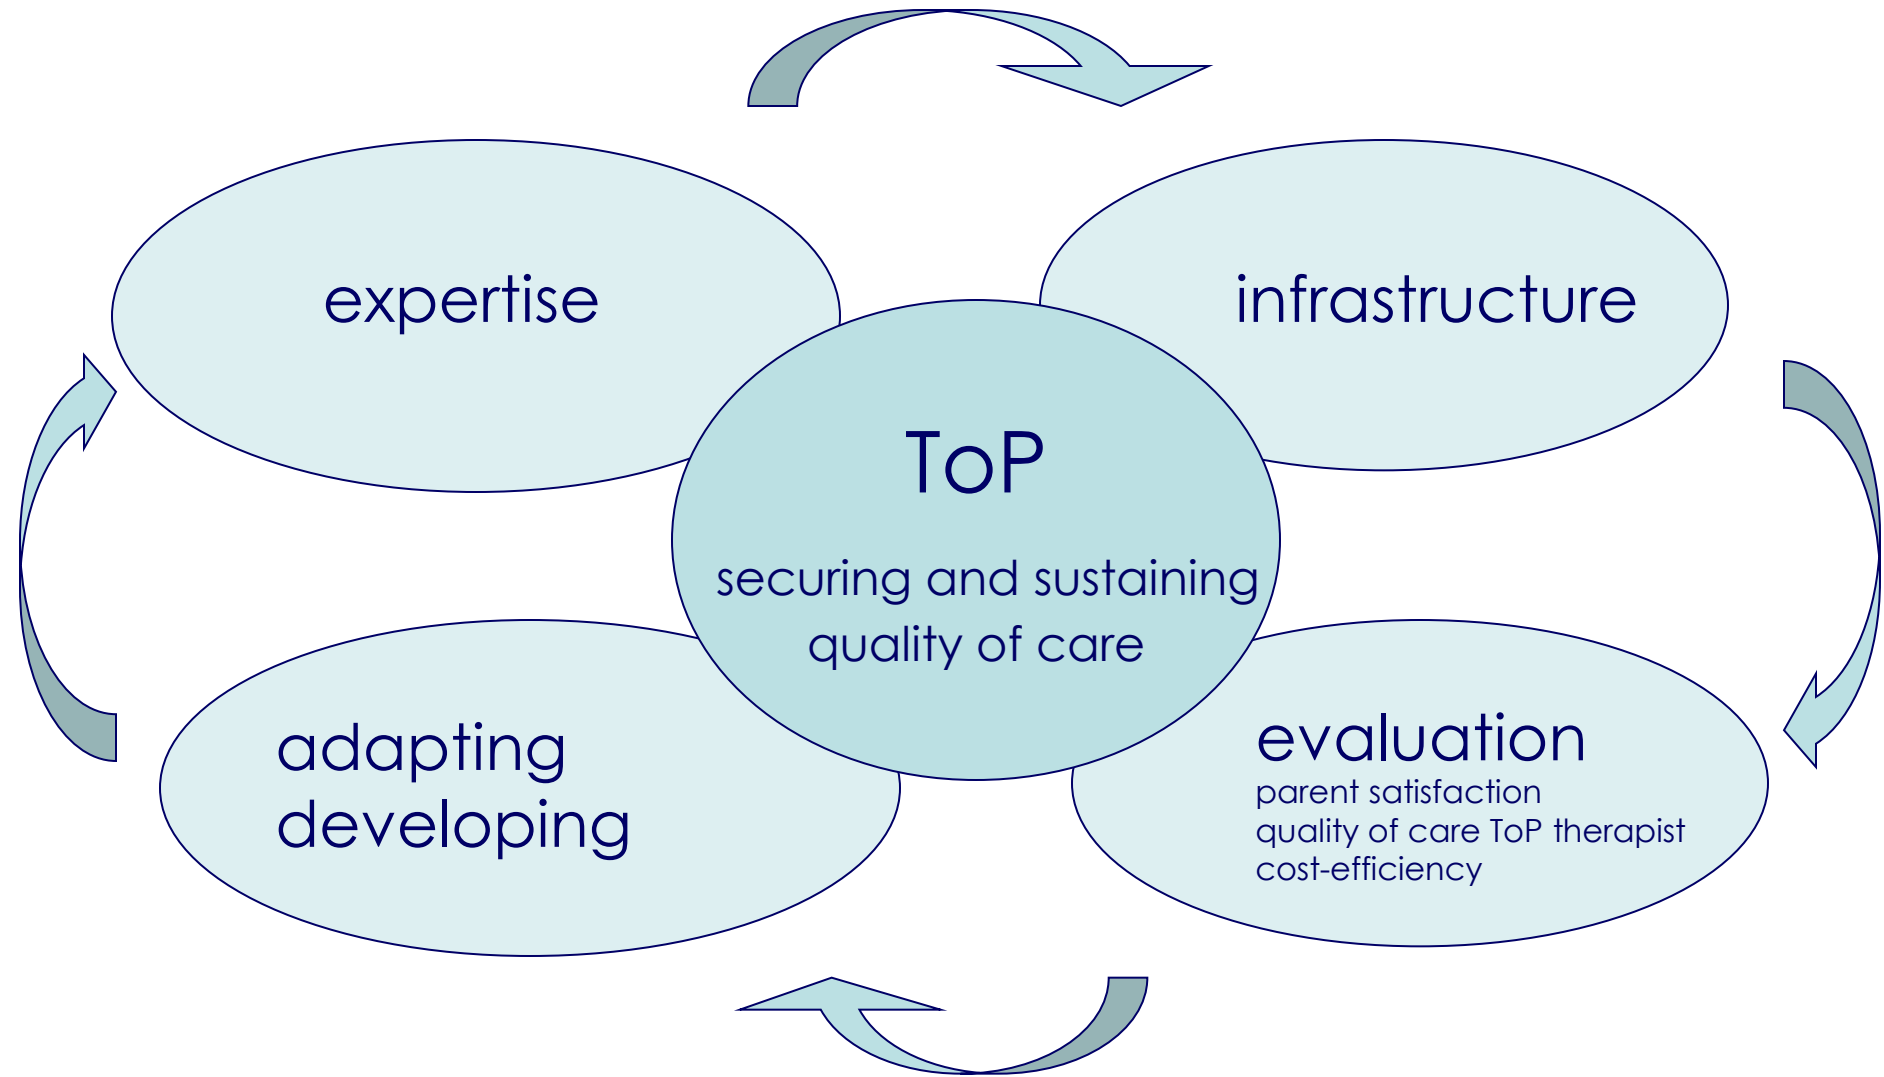 expertise
infrastructure
ToP
securing and sustaining
quality of care
adapting
developing
evaluation
parent satisfaction
quality of care ToP therapist
cost-efficiency